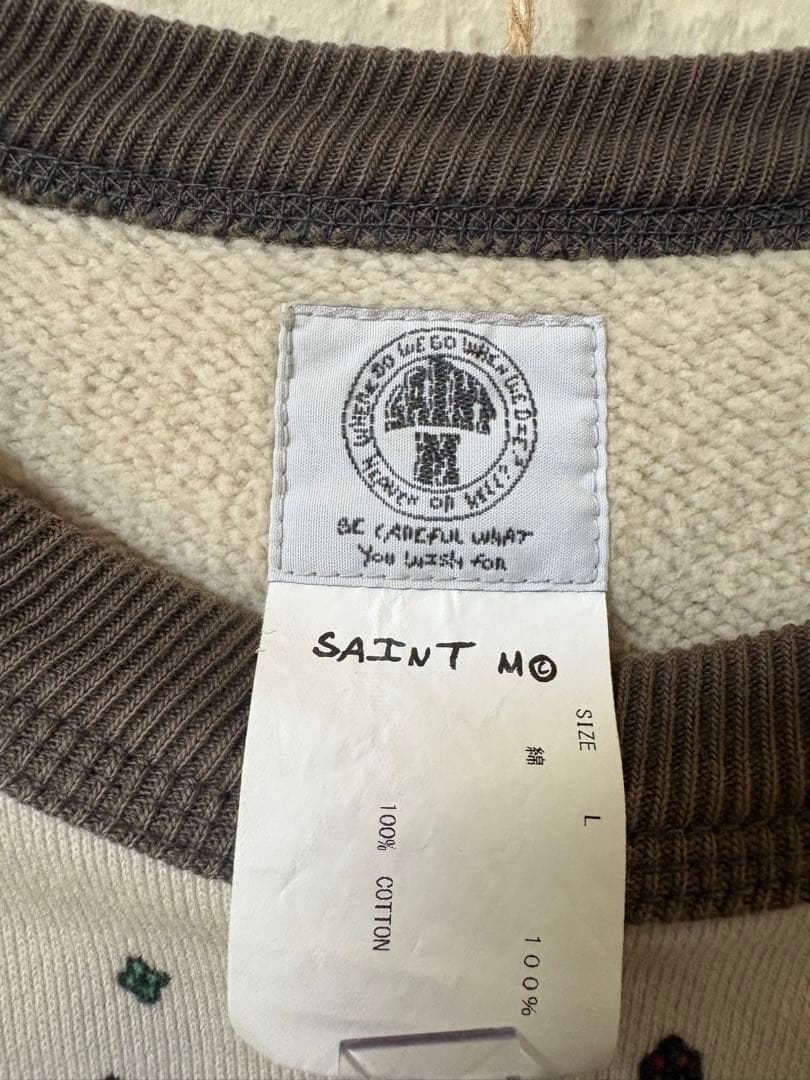 WHERE DO WE GO WHEN WE DIE?
SAINT
M
HEAVEN OR HELL?
BE CAREFUL WHAT
YOU WISH FOR
SAINT M©
SIZE L
綿 100%
100% COTTON